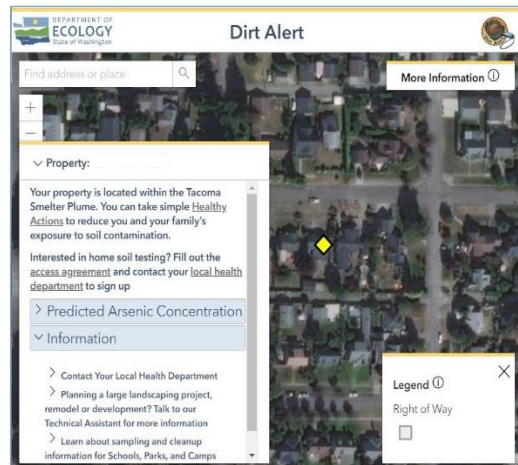 DEPARTMENT OF
ECOLOGY
State of Washington
Dirt Alert
Find address or place
More Information
+
−
Property:
Your property is located within the Tacoma
Smelter Plume. You can take simple Healthy
Actions to reduce you and your family's
exposure to soil contamination.
Interested in home soil testing? Fill out the
access agreement and contact your local health
department to sign up
Predicted Arsenic Concentration
Information
Contact Your Local Health Department
Planning a large landscaping project,
remodel or development? Talk to our
Technical Assistant for more information
Learn about sampling and cleanup
information for Schools, Parks, and Camps
Legend
Right of Way